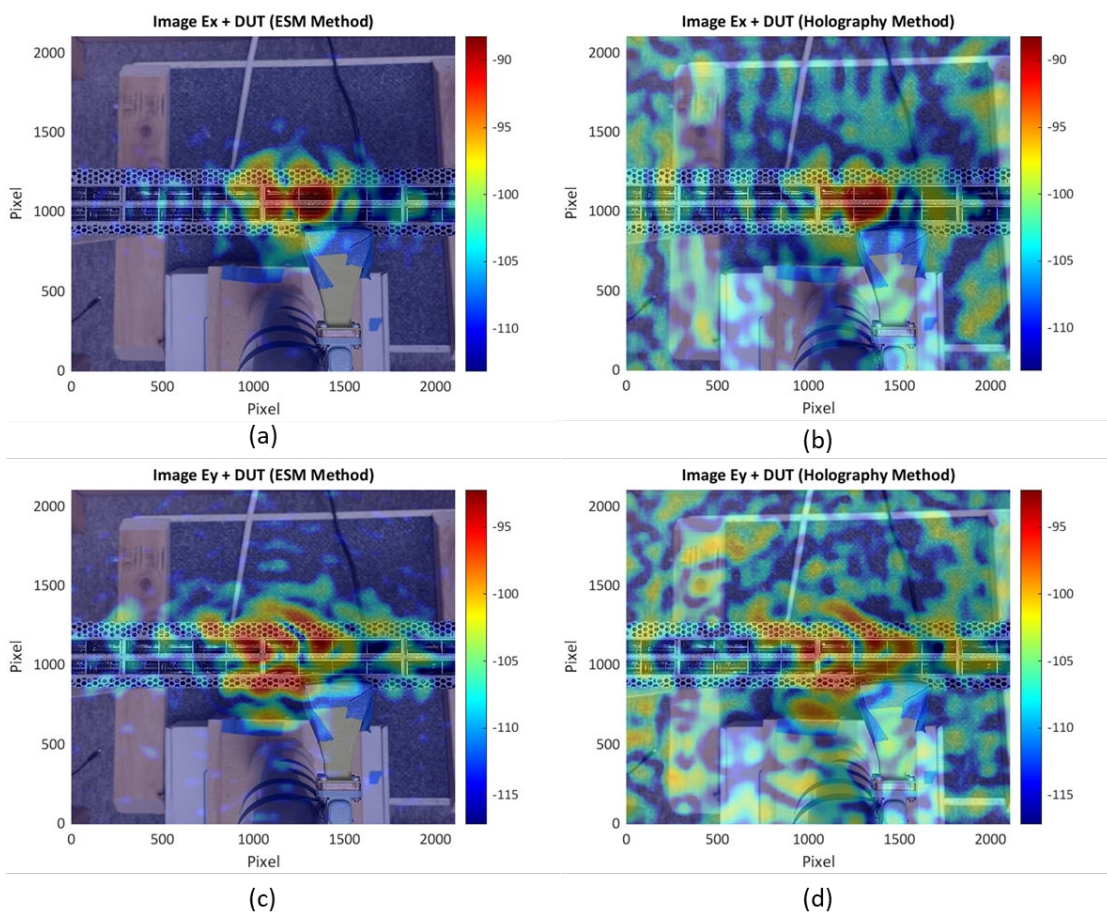 Image Ex + DUT (ESM Method)
2000
1500
1000
500
0
Pixel
0 500 1000 1500 2000
Pixel
-90
-95
-100
-105
-110
(a)
Image Ex + DUT (Holography Method)
2000
1500
1000
500
0
Pixel
0 500 1000 1500 2000
Pixel
-90
-95
-100
-105
-110
(b)
Image Ey + DUT (ESM Method)
2000
1500
1000
500
0
Pixel
0 500 1000 1500 2000
Pixel
-95
-100
-105
-110
-115
(c)
Image Ey + DUT (Holography Method)
2000
1500
1000
500
0
Pixel
0 500 1000 1500 2000
Pixel
-95
-100
-105
-110
-115
(d)